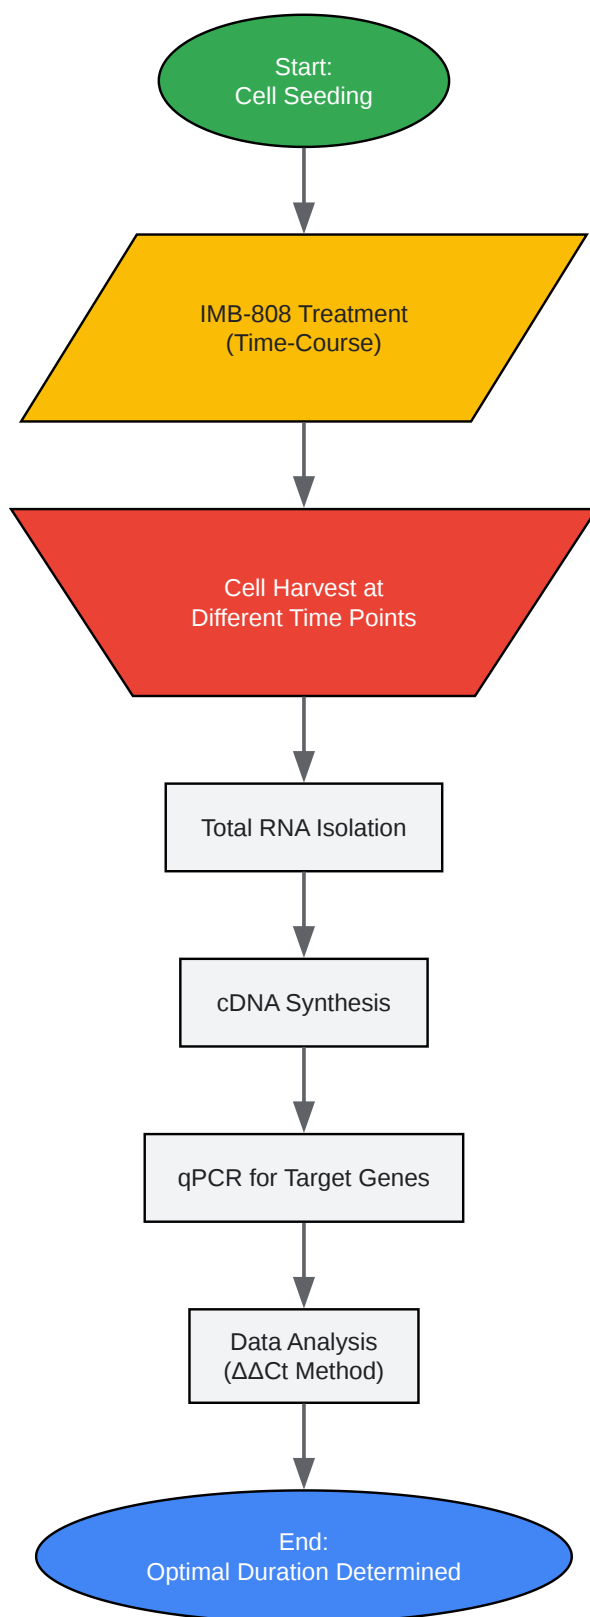 Start:
Cell Seeding
IMB-808 Treatment
(Time-Course)
Cell Harvest at
Different Time Points
Total RNA Isolation
cDNA Synthesis
qPCR for Target Genes
Data Analysis
(ΔΔCt Method)
End:
Optimal Duration Determined